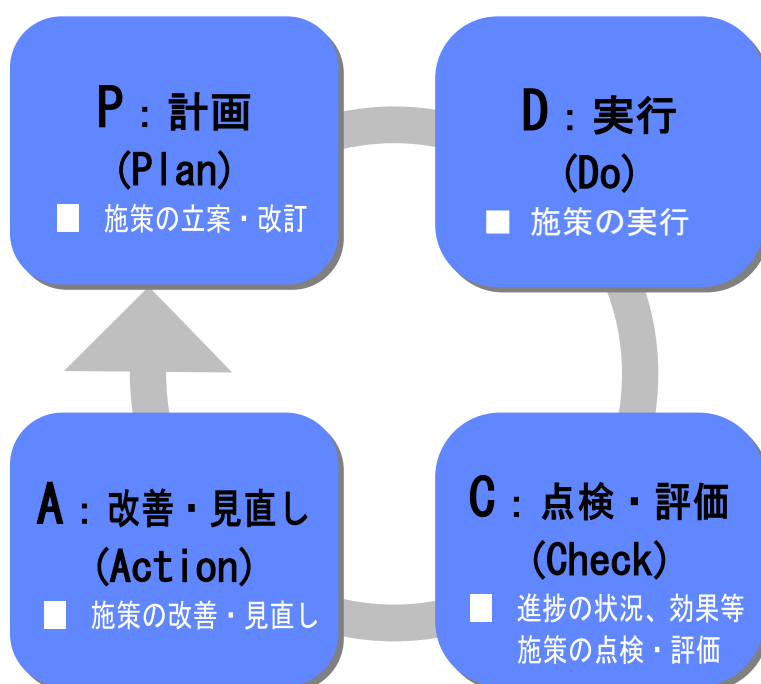 P：計画
(Plan)
■ 施策の立案・改訂
D：実行
(Do)
■ 施策の実行
A：改善・見直し
(Action)
■ 施策の改善・見直し
C：点検・評価
(Check)
■ 進捗の状況、効果等
施策の点検・評価